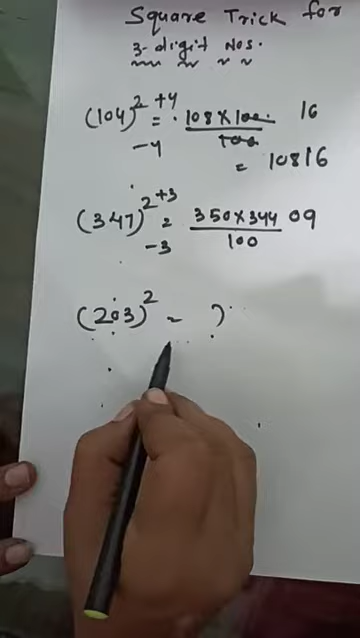 Square Trick for
3-digit Nos.
(104)² +4 -4 = 108 x 100 / 100 16
= 10816
(347)² +3 -3 = 350 x 344 / 100 09
(203)² = ?